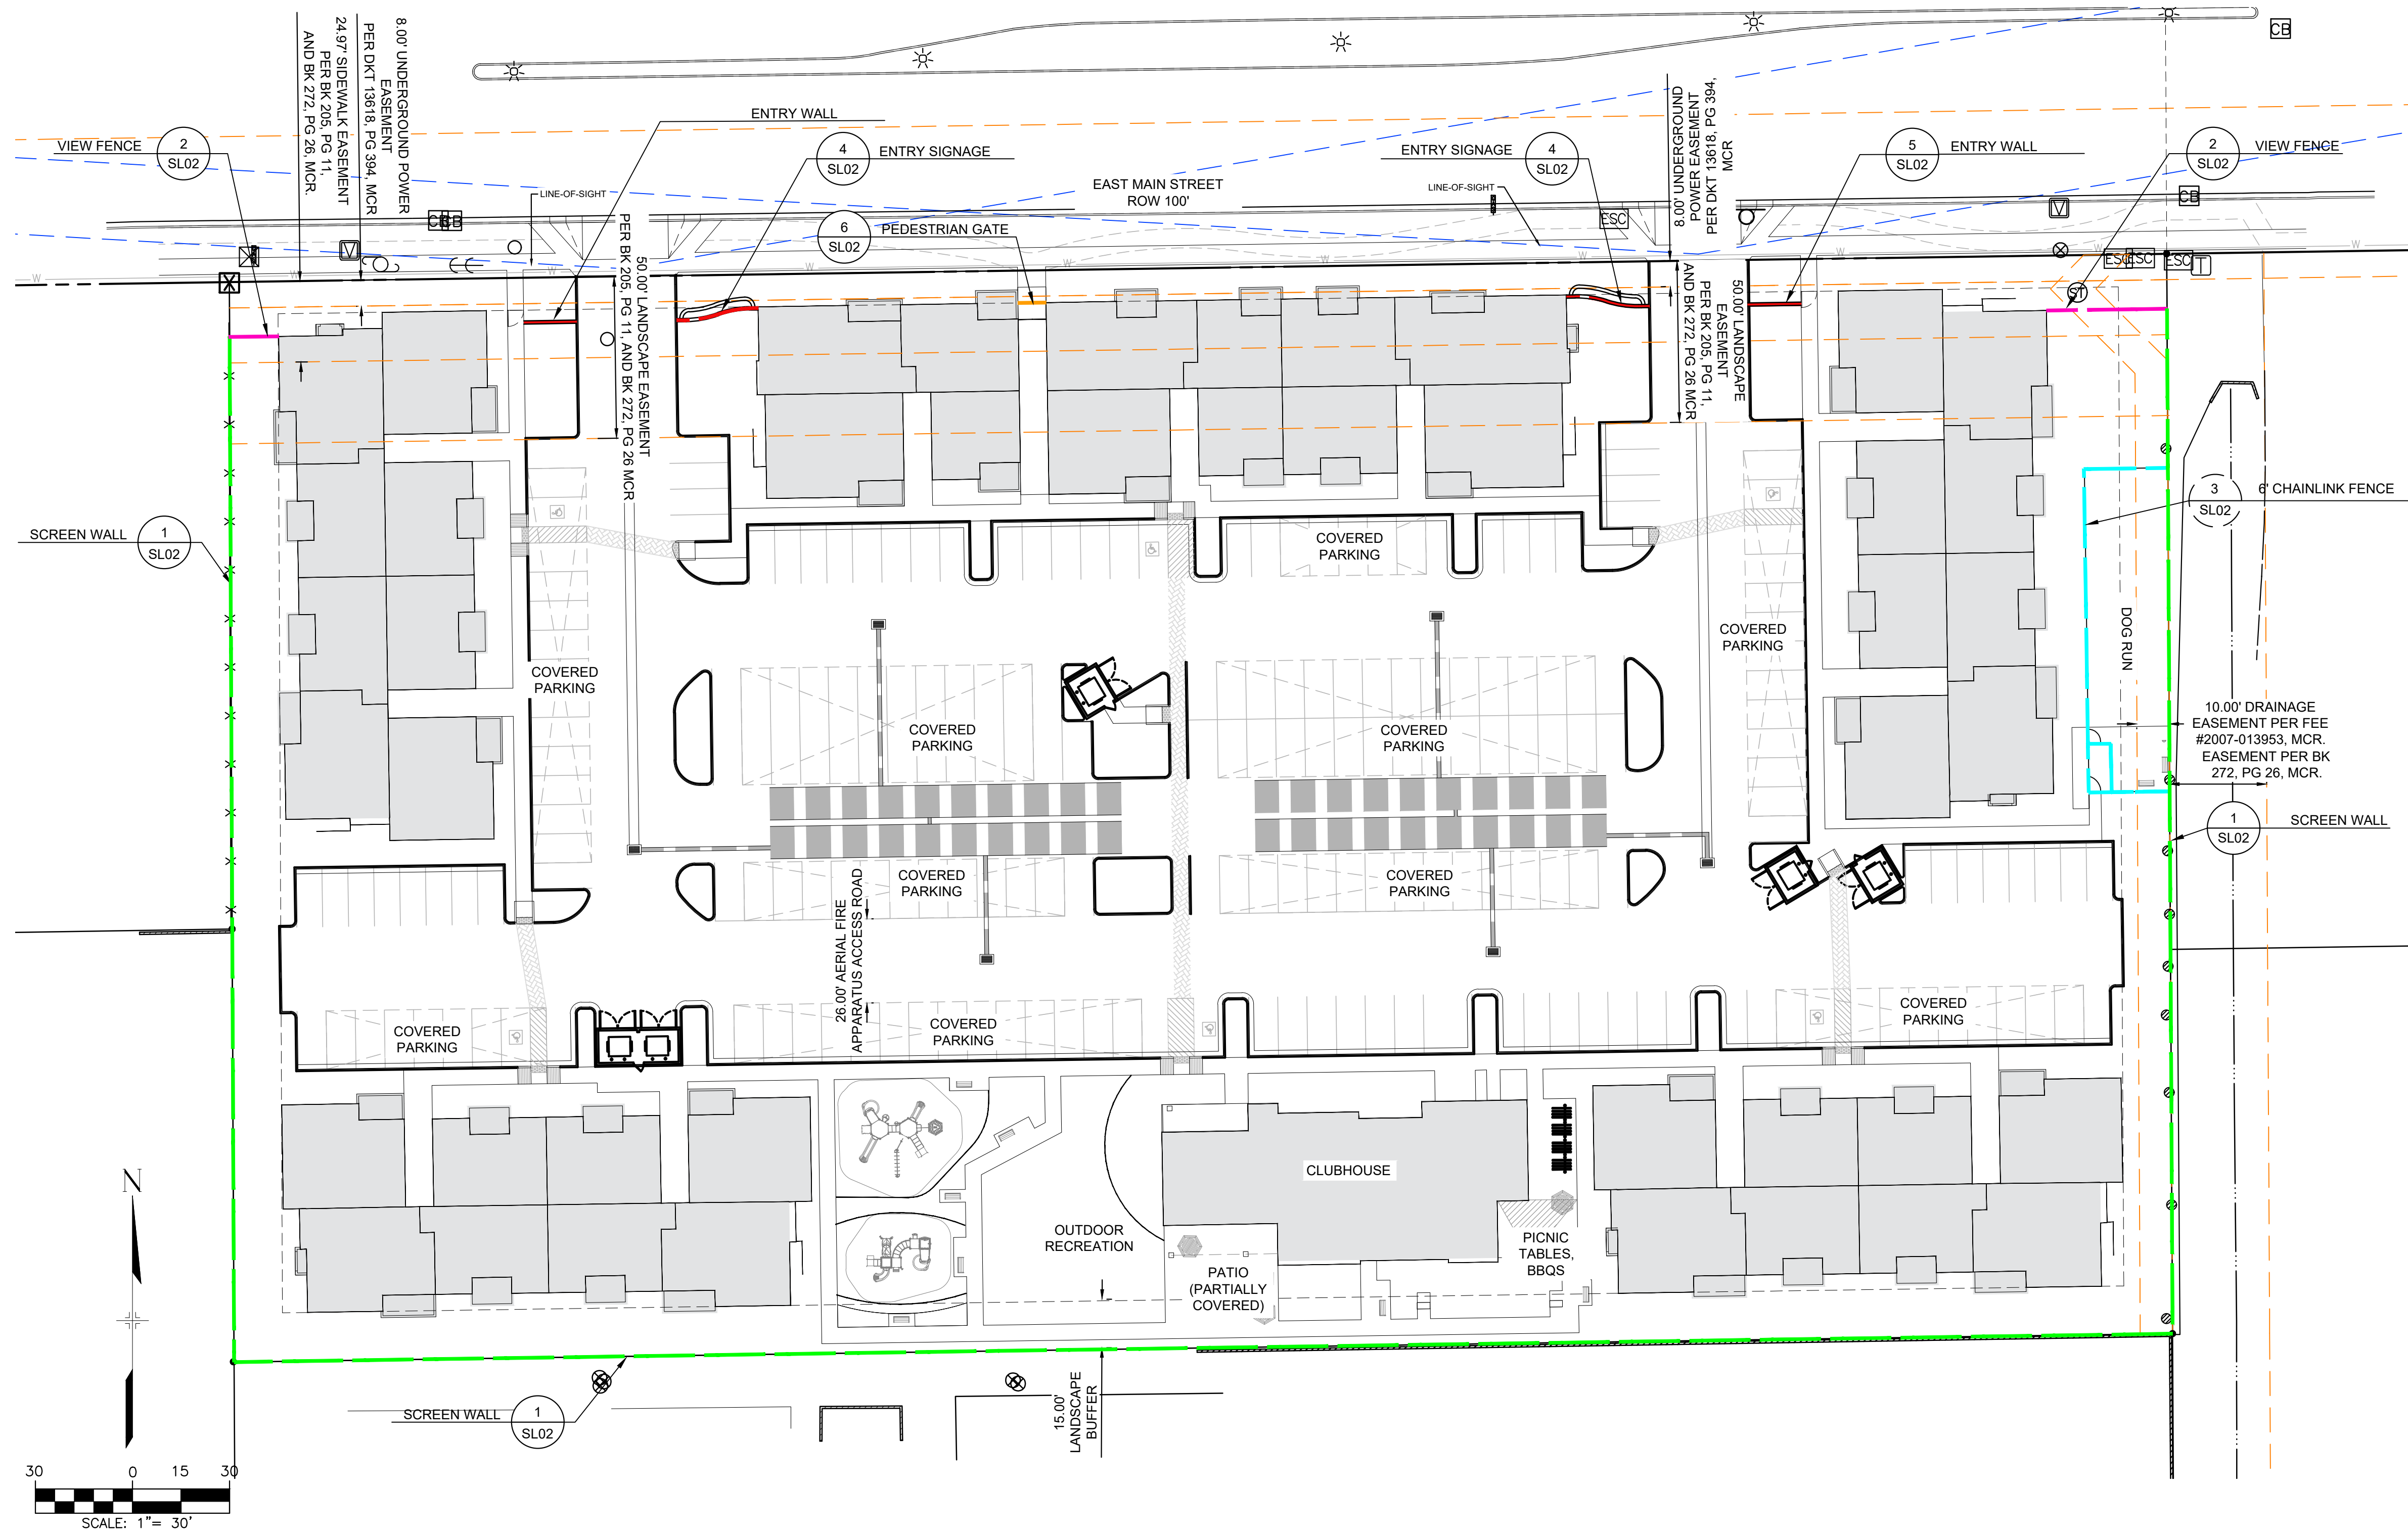 8.00' UNDERGROUND POWER
EASEMENT
PER DKT 13618, PG 394, MCR
24.97' SIDEWALK EASEMENT
PER BK 205, PG 11,
AND BK 272, PG 26, MCR.
CB
VIEW FENCE
2
SL02
ENTRY WALL
4
SL02
ENTRY SIGNAGE
EAST MAIN STREET
ROW 100'
ENTRY SIGNAGE
4
SL02
8.00' UNDERGROUND
POWER EASEMENT
PER DKT 13618, PG 394,
MCR
5
SL02
ENTRY WALL
2
SL02
VIEW FENCE
LINE-OF-SIGHT
LINE-OF-SIGHT
CB
CB
CB
ESC
V
V
6
SL02
PEDESTRIAN GATE
W
W
W
W
W
W
W
W
ESC
ESC
ESC
T
ST
50.00' LANDSCAPE EASEMENT
PER BK 205, PG 11, AND BK 272, PG 26 MCR
50.00' LANDSCAPE
EASEMENT
PER BK 205, PG 11,
AND BK 272, PG 26 MCR
3
SL02
6' CHAINLINK FENCE
SCREEN WALL
1
SL02
COVERED
PARKING
COVERED
PARKING
COVERED
PARKING
DOG RUN
COVERED
PARKING
COVERED
PARKING
10.00' DRAINAGE
EASEMENT PER FEE
#2007-013953, MCR.
EASEMENT PER BK
272, PG 26, MCR.
1
SL02
SCREEN WALL
COVERED
PARKING
COVERED
PARKING
26.00' AERIAL FIRE
APPARATUS ACCESS ROAD
COVERED
PARKING
COVERED
PARKING
COVERED
PARKING
CLUBHOUSE
OUTDOOR
RECREATION
PICNIC
TABLES,
BBQS
PATIO
(PARTIALLY
COVERED)
N
SCREEN WALL
1
SL02
15.00'
LANDSCAPE
BUFFER
30 0 15 30
SCALE: 1"= 30'